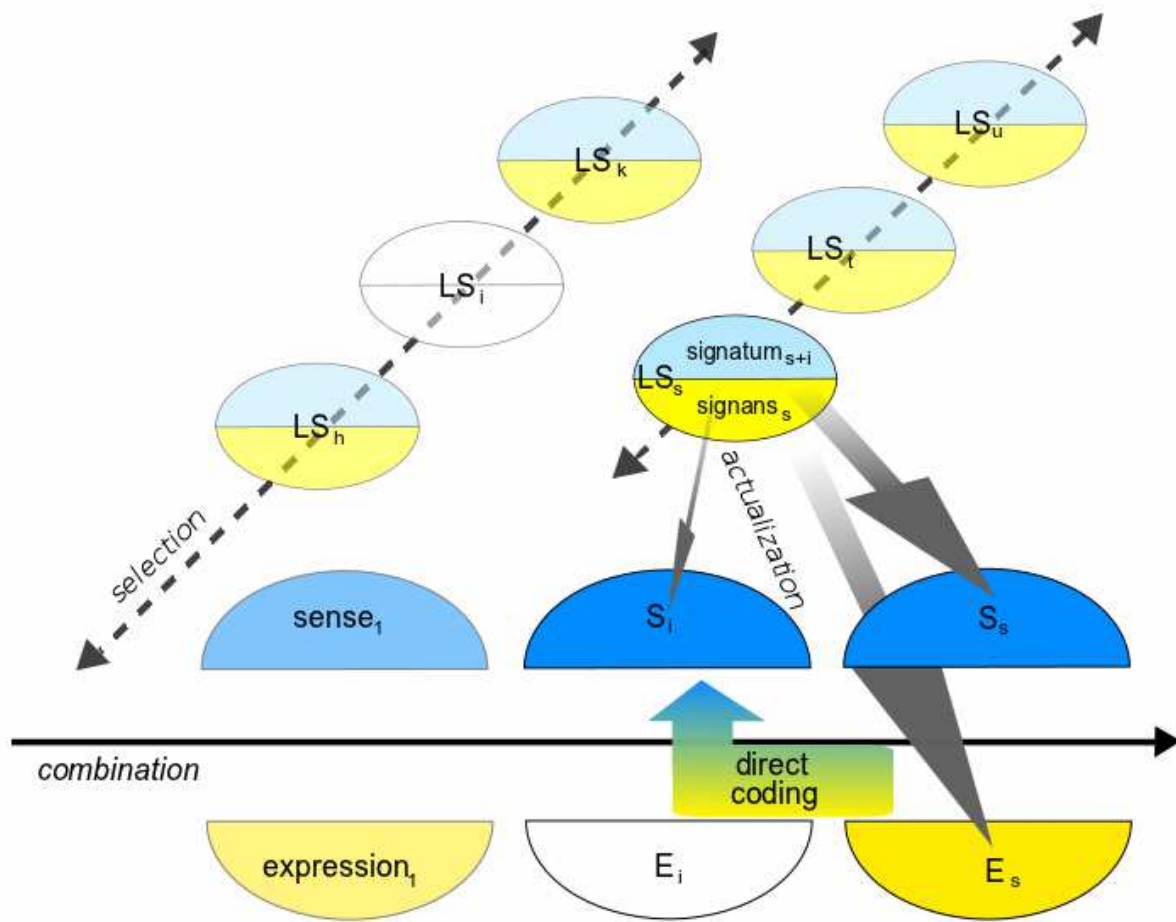 LSₖ
LSᵤ
LSᵢ
LSₜ
LSₕ
signatumₛ₊ᵢ
LSₛ
signansₛ
selection
actualization
sense₁
Sᵢ
Sₛ
combination
direct
coding
expression₁
Eᵢ
Eₛ